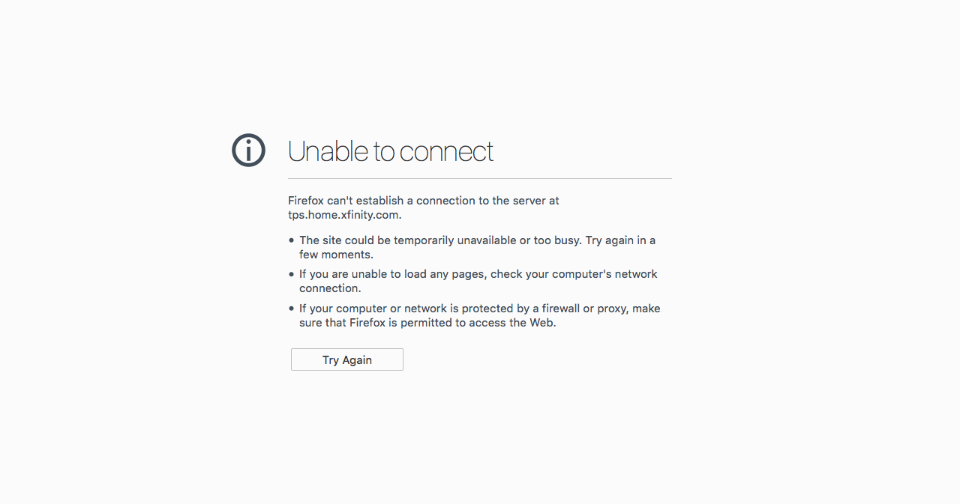 Unable to connect
Firefox can't establish a connection to the server at
tps.home.xfinity.com.
• The site could be temporarily unavailable or too busy. Try again in a
few moments.
• If you are unable to load any pages, check your computer's network
connection.
• If your computer or network is protected by a firewall or proxy, make
sure that Firefox is permitted to access the Web.
Try Again